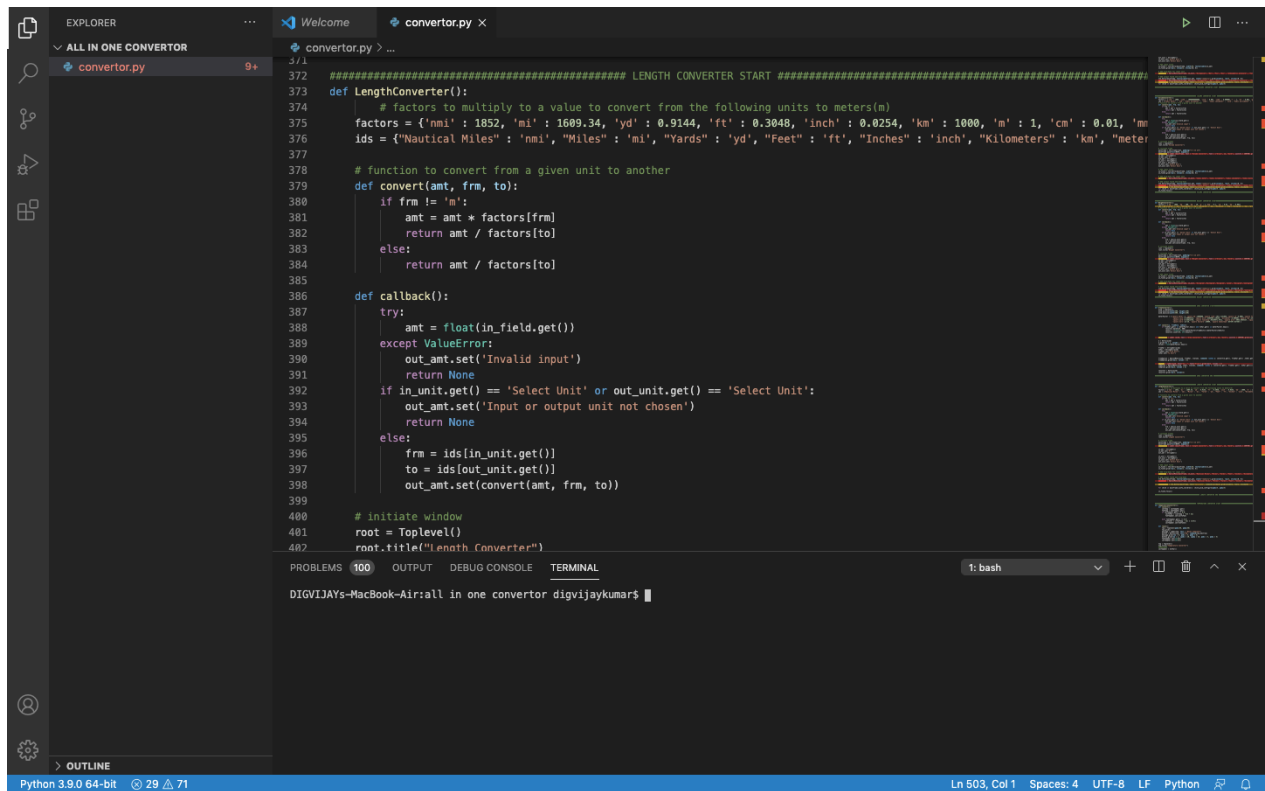 EXPLORER ··· Welcome convertor.py ×
ALL IN ONE CONVERTOR convertor.py > ...
convertor.py 9+
371
372 ############################################### LENGTH CONVERTER START ###########################################################
373 def LengthConverter():
374 # factors to multiply to a value to convert from the following units to meters(m)
375 factors = {'nmi' : 1852, 'mi' : 1609.34, 'yd' : 0.9144, 'ft' : 0.3048, 'inch' : 0.0254, 'km' : 1000, 'm' : 1, 'cm' : 0.01, 'mm
376 ids = {"Nautical Miles" : 'nmi', "Miles" : 'mi', "Yards" : 'yd', "Feet" : 'ft', "Inches" : 'inch', "Kilometers" : 'km', "meter
377
378 # function to convert from a given unit to another
379 def convert(amt, frm, to):
380 if frm != 'm':
381 amt = amt * factors[frm]
382 return amt / factors[to]
383 else:
384 return amt / factors[to]
385
386 def callback():
387 try:
388 amt = float(in_field.get())
389 except ValueError:
390 out_amt.set('Invalid input')
391 return None
392 if in_unit.get() == 'Select Unit' or out_unit.get() == 'Select Unit':
393 out_amt.set('Input or output unit not chosen')
394 return None
395 else:
396 frm = ids[in_unit.get()]
397 to = ids[out_unit.get()]
398 out_amt.set(convert(amt, frm, to))
399
400 # initiate window
401 root = Toplevel()
402 root.title("Length Converter")
PROBLEMS 100 OUTPUT DEBUG CONSOLE TERMINAL 1: bash
DIGVIJAYs-MacBook-Air:all in one convertor digvijaykumar$
OUTLINE
Python 3.9.0 64-bit 29 71 Ln 503, Col 1 Spaces: 4 UTF-8 LF Python